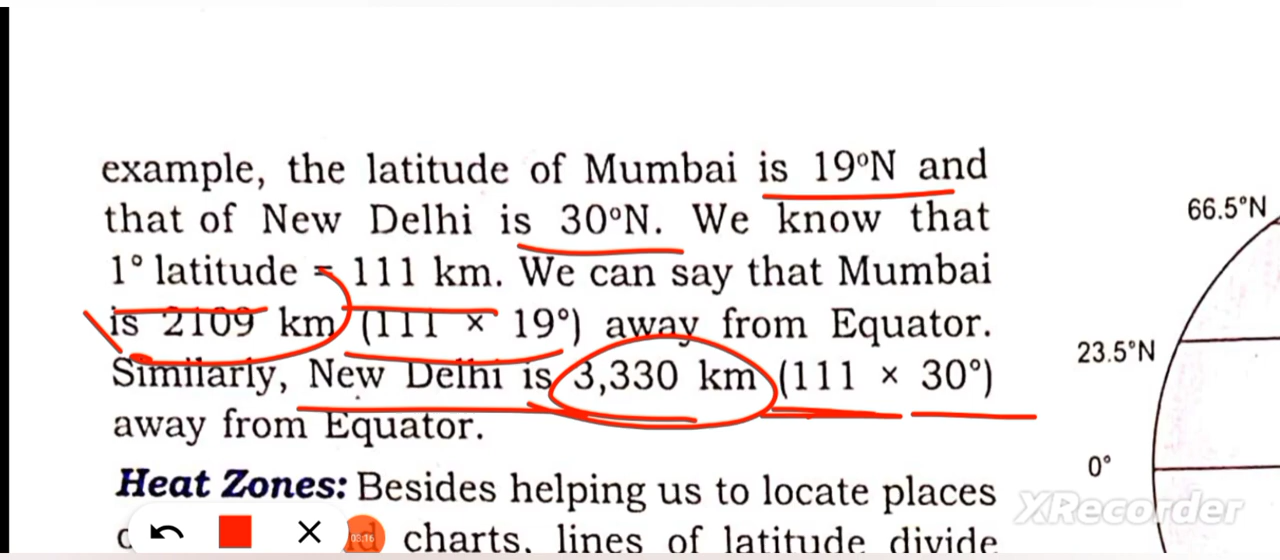 example, the latitude of Mumbai is 19°N and
that of New Delhi is 30°N. We know that
1° latitude = 111 km. We can say that Mumbai
is 2109 km (111 × 19°) away from Equator.
Similarly, New Delhi is 3,330 km (111 × 30°)
away from Equator.
Heat Zones: Besides helping us to locate places
charts, lines of latitude divide
66.5°N
23.5°N
0°
XRecorder
03:16